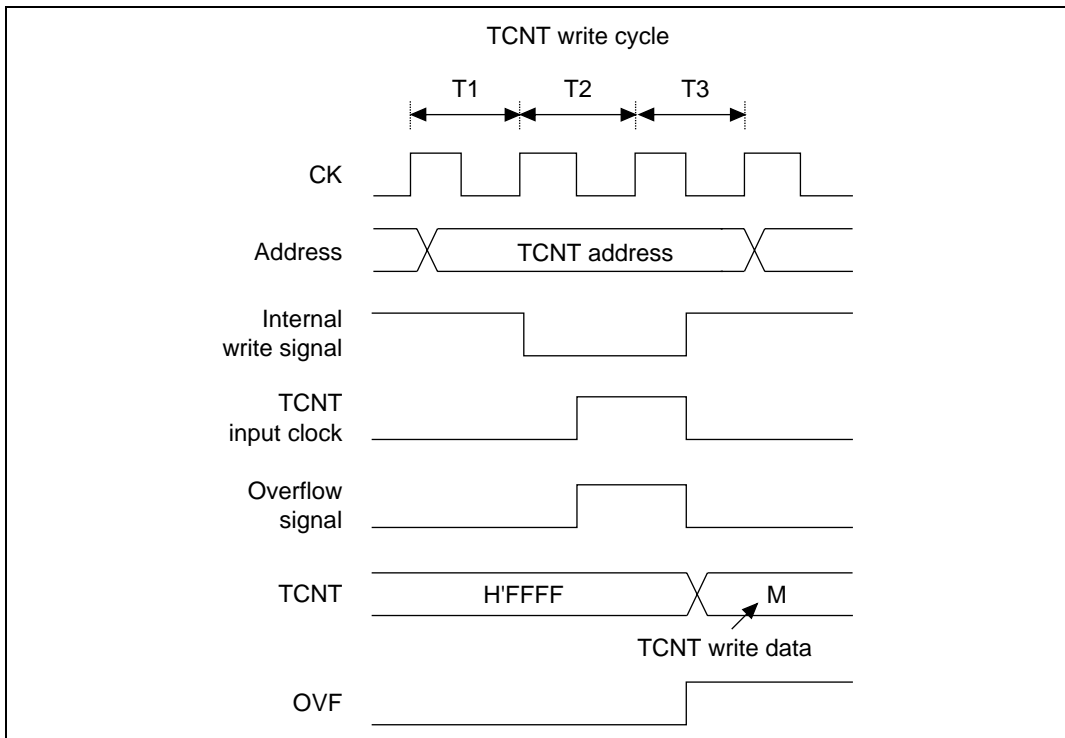 TCNT write cycle
T1 T2 T3
CK
Address TCNT address
Internal
write signal
TCNT
input clock
Overflow
signal
TCNT H'FFFF M
TCNT write data
OVF